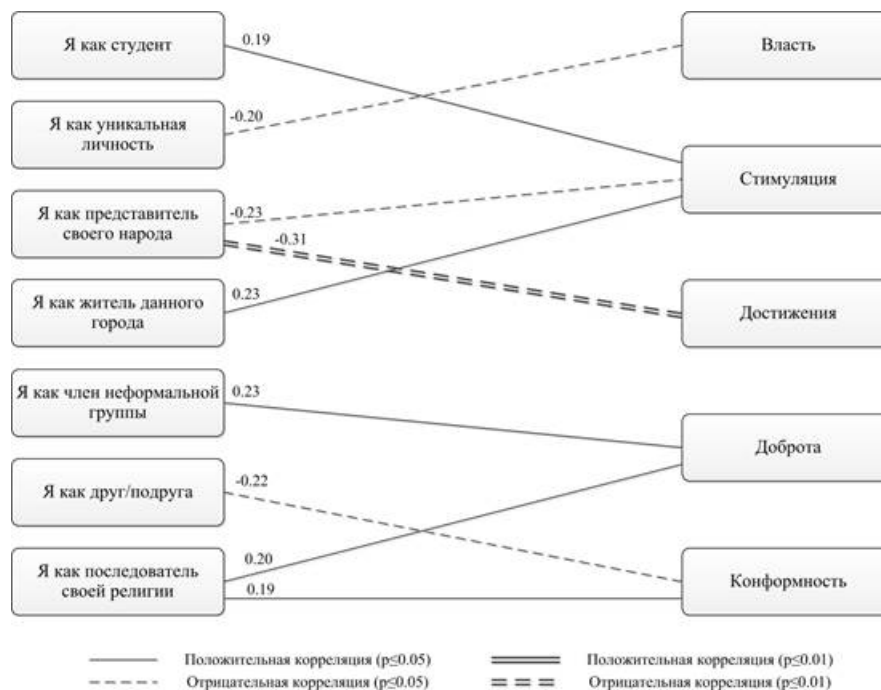 Я как студент
0.19
Власть
Я как уникальная
личность
-0.20
Стимуляция
Я как представитель
своего народа
-0.23
-0.31
Я как житель данного
города
0.23
Достижения
Я как член неформальной
группы
0.23
Доброта
Я как друг/подруга
-0.22
Я как последователь
своей религии
0.20
0.19
Конформность
Положительная корреляция (p≤0.05)
Положительная корреляция (p≤0.01)
Отрицательная корреляция (p≤0.05)
Отрицательная корреляция (p≤0.01)